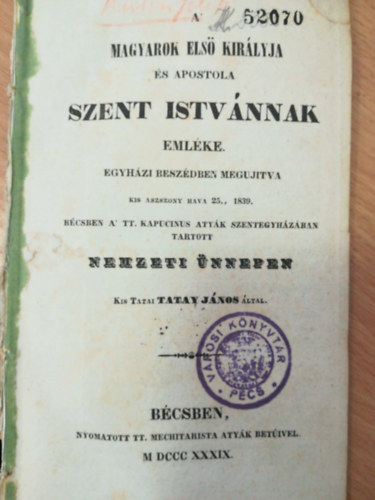 A'
52070
MAGYAROK ELSŐ KIRÁLYJA
ÉS APOSTOLA
SZENT ISTVÁNNAK
EMLÉKE.
EGYHÁZI BESZÉDBEN MEGUJITVA
KIS ASZSZONY HAVA 25., 1839.
BÉCSBEN A' TT. KAPUCINUS ATYÁK SZENTEGYHÁZÁBAN
TARTOTT
NEMZETI ÜNNEPEN
KIS TATAI TATAY JÁNOS ÁLTAL.
VÁROSI KÖNYVTÁR
PÉCS
BÉCSBEN,
NYOMATOTT TT. MECHITARISTA ATYÁK BETŰIVEL.
M DCCC XXXIX.